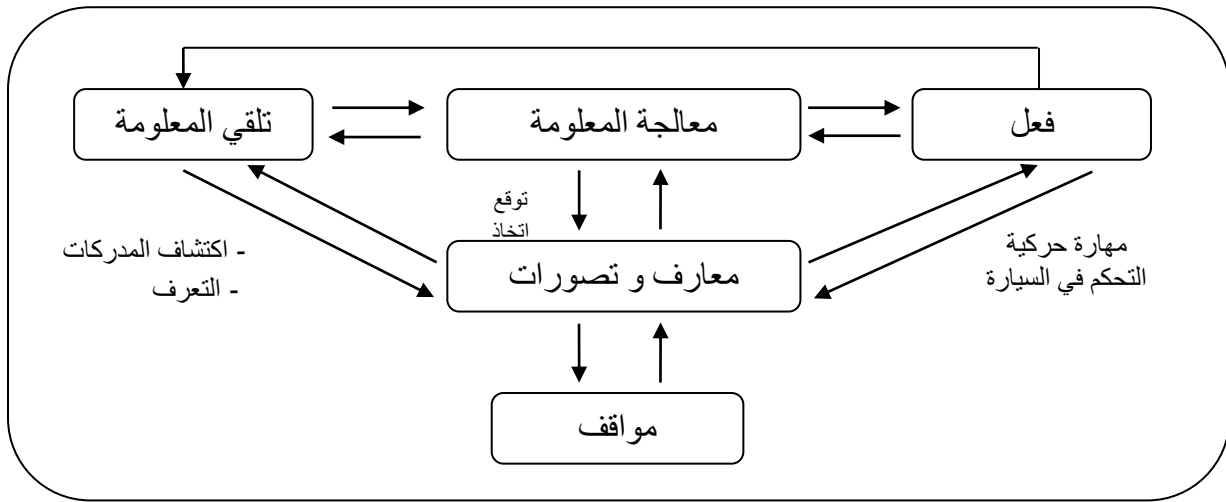 فعل
معالجة المعلومة
تلقي المعلومة
توقع
اتخاذ
مهارة حركية
التحكم في السيارة
معارف و تصورات
- اكتشاف المدركات
- التعرف
مواقف